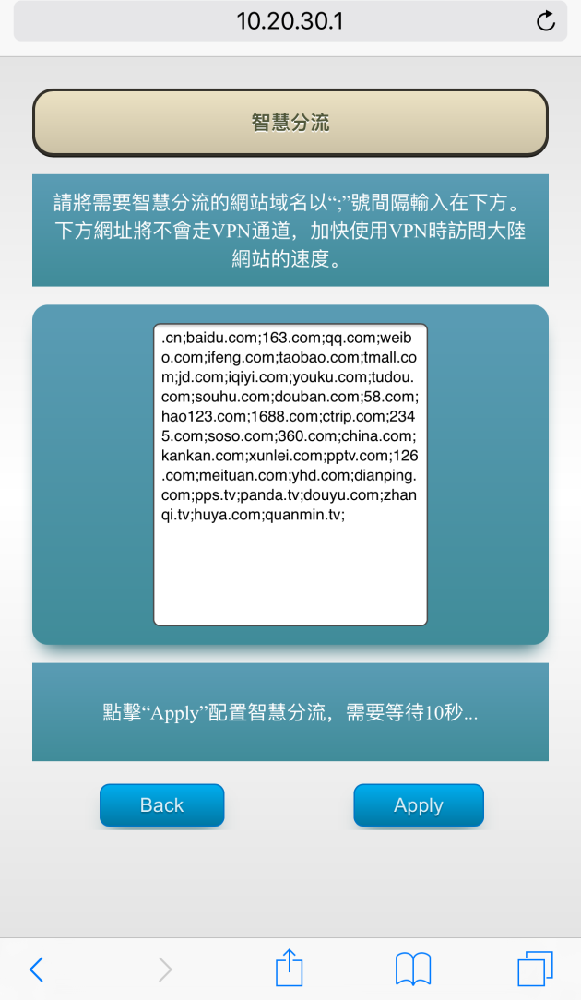 10.20.30.1
智慧分流
請將需要智慧分流的網站域名以“;”號間隔輸入在下方。
下方網址將不會走VPN通道，加快使用VPN時訪問大陸
網站的速度。
.cn;baidu.com;163.com;qq.com;weib
o.com;ifeng.com;taobao.com;tmall.co
m;jd.com;iqiyi.com;youku.com;tudou.
com;souhu.com;douban.com;58.com;
hao123.com;1688.com;ctrip.com;234
5.com;soso.com;360.com;china.com;
kankan.com;xunlei.com;pptv.com;126
.com;meituan.com;yhd.com;dianping.
com;pps.tv;panda.tv;douyu.com;zhan
qi.tv;huya.com;quanmin.tv;
點擊“Apply”配置智慧分流，需要等待10秒...
Back
Apply